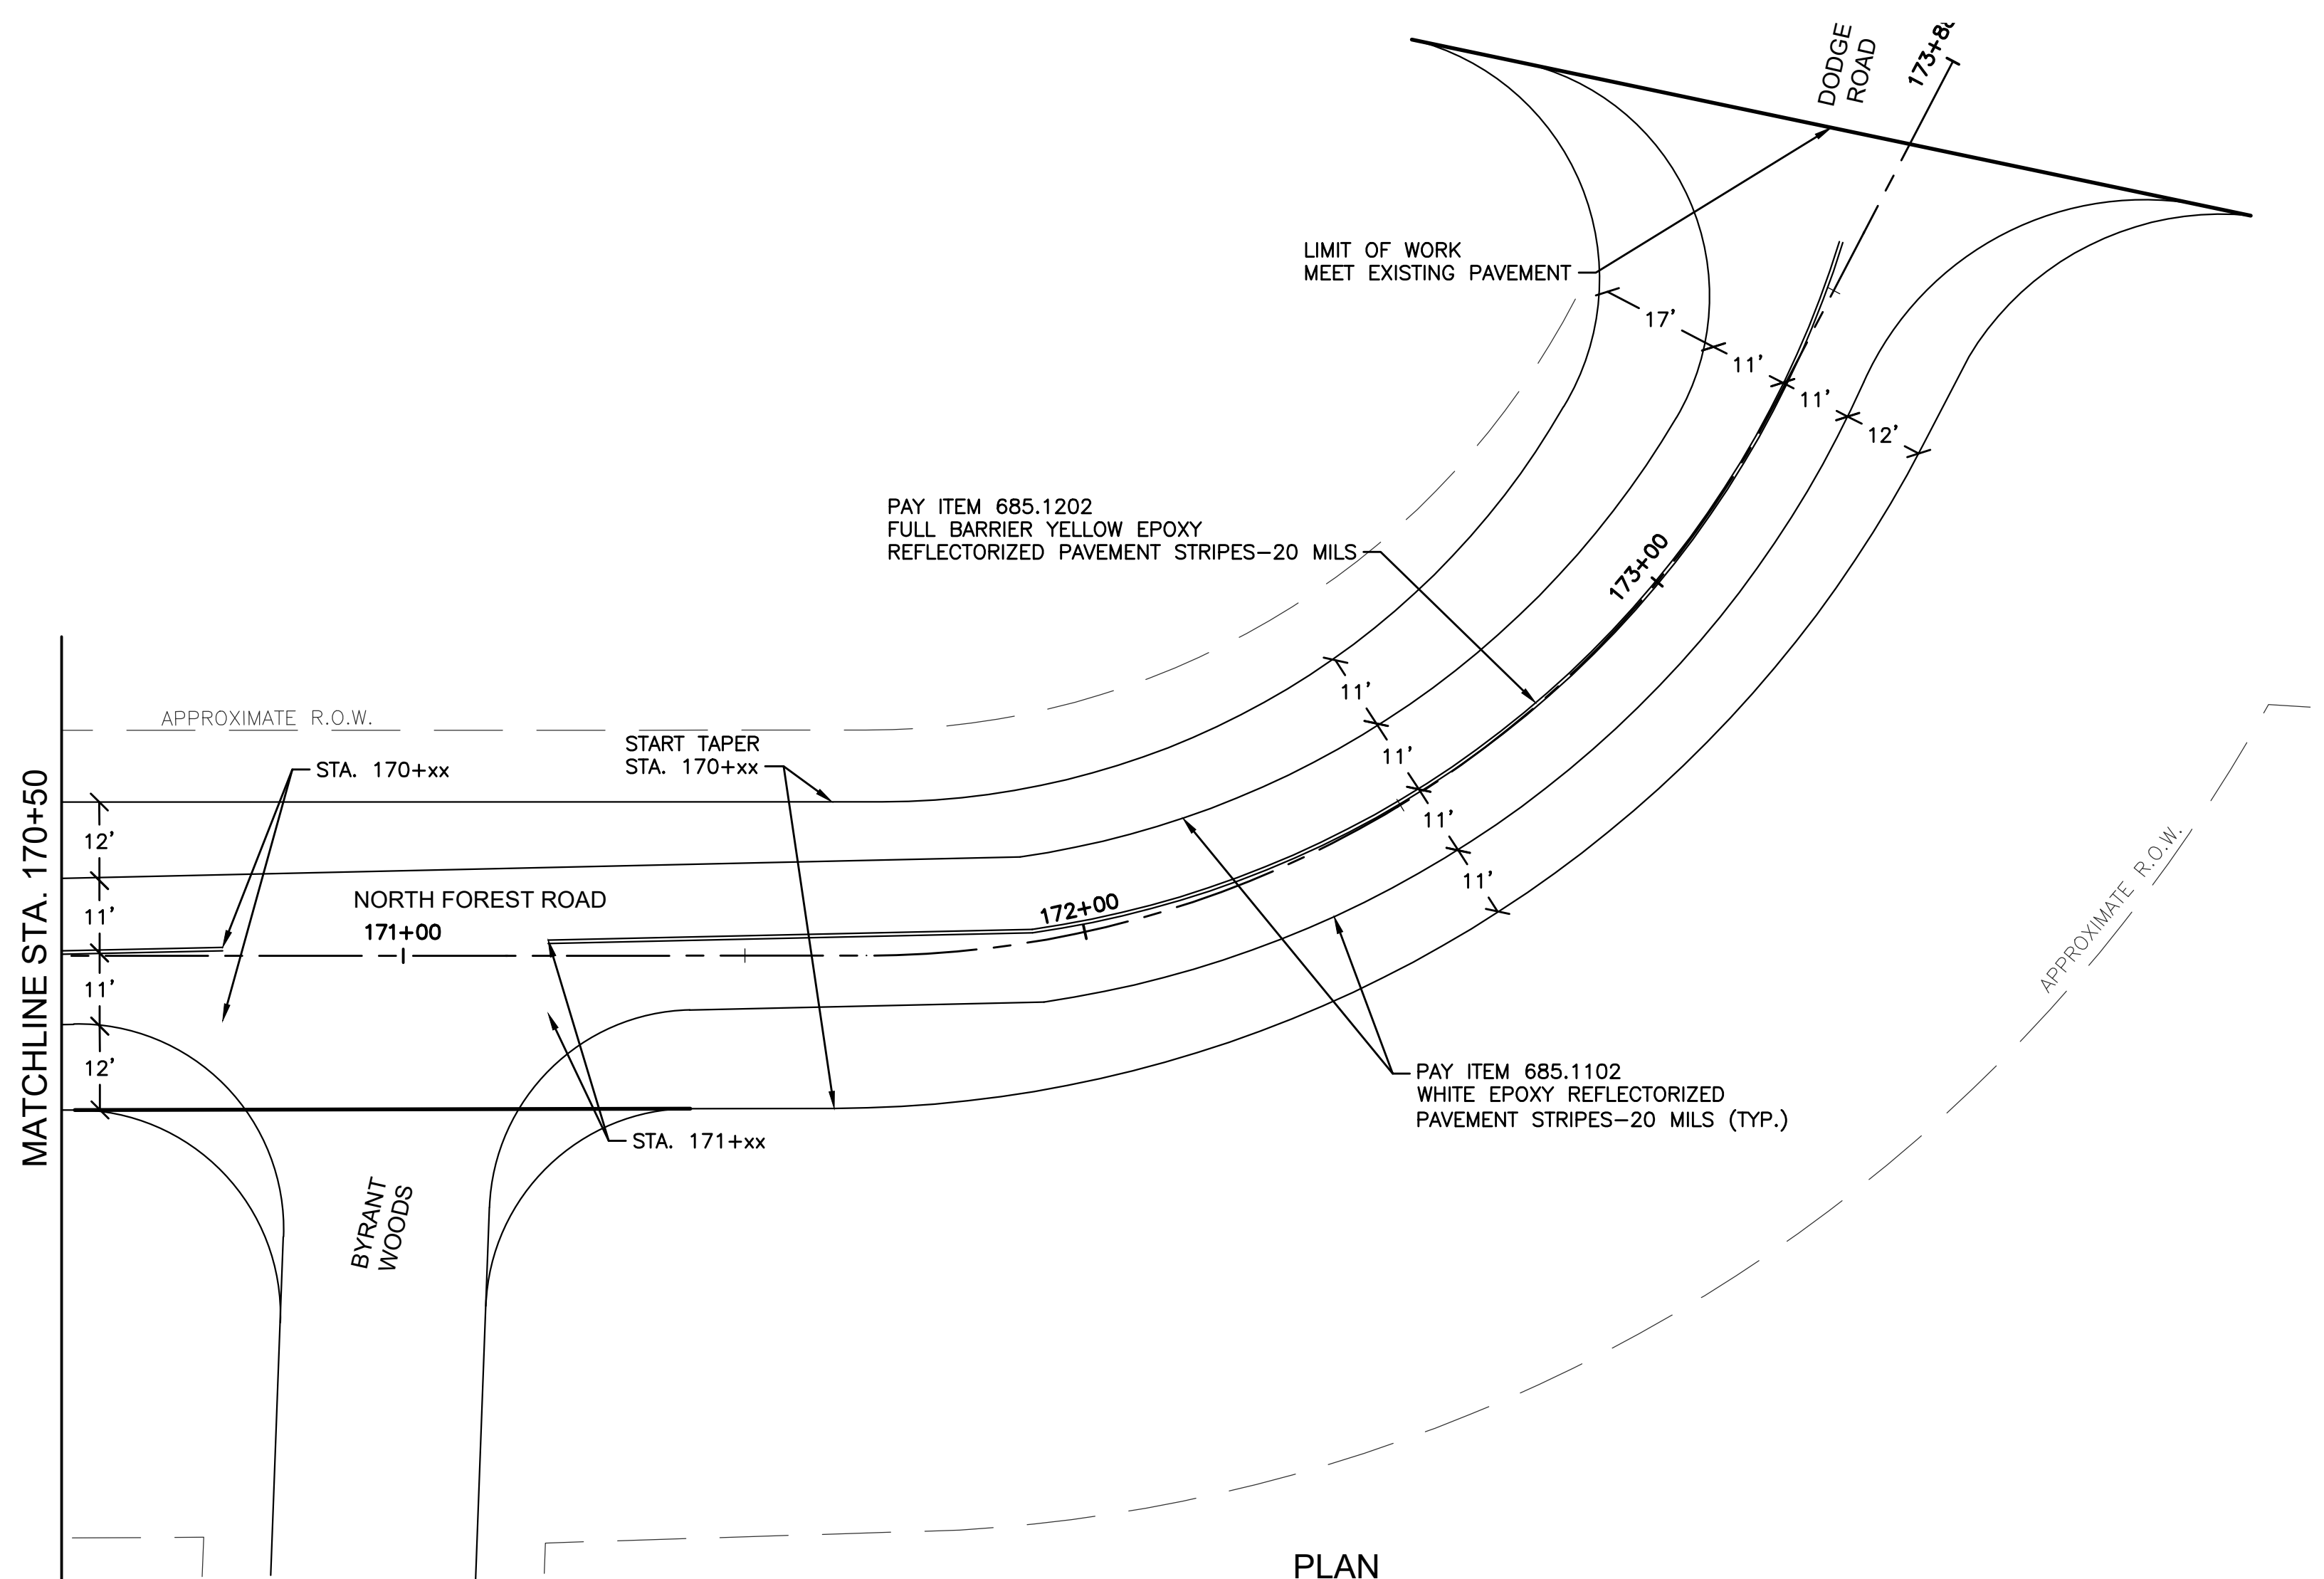 DODGE
ROAD
173+80
LIMIT OF WORK
MEET EXISTING PAVEMENT
17'
11'
11'
12'
PAY ITEM 685.1202
FULL BARRIER YELLOW EPOXY
REFLECTORIZED PAVEMENT STRIPES-20 MILS
173+00
11'
11'
11'
11'
APPROXIMATE R.O.W.
START TAPER
STA. 170+xx
STA. 170+xx
MATCHLINE STA. 170+50
12'
11'
11'
12'
NORTH FOREST ROAD
171+00
172+00
APPROXIMATE R.O.W.
PAY ITEM 685.1102
WHITE EPOXY REFLECTORIZED
PAVEMENT STRIPES-20 MILS (TYP.)
STA. 171+xx
BYRANT
WOODS
PLAN